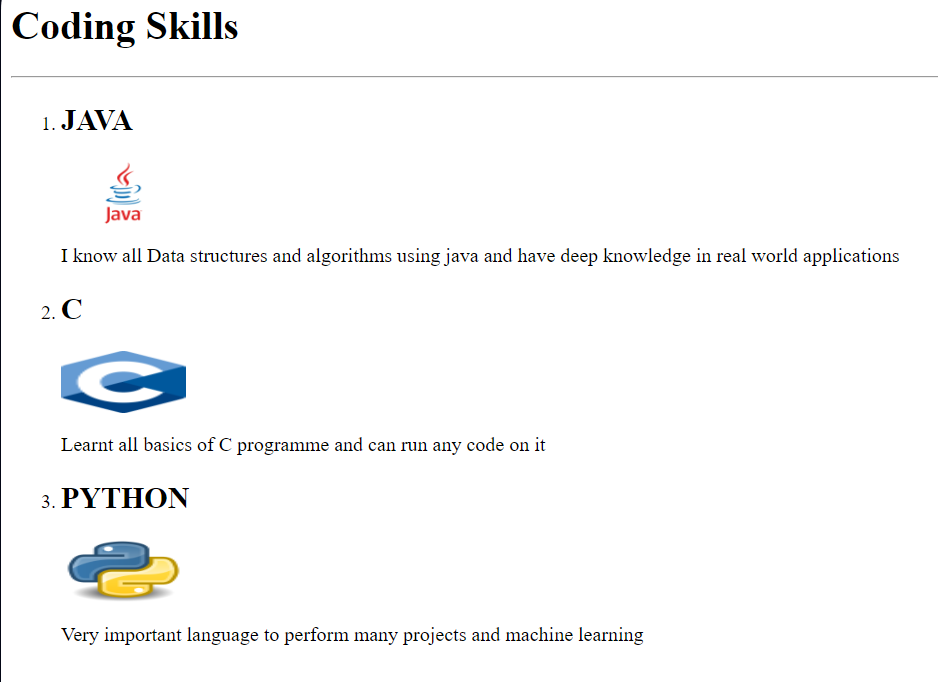 Coding Skills
1. JAVA
Java
I know all Data structures and algorithms using java and have deep knowledge in real world applications
2. C
C
Learnt all basics of C programme and can run any code on it
3. PYTHON
Very important language to perform many projects and machine learning